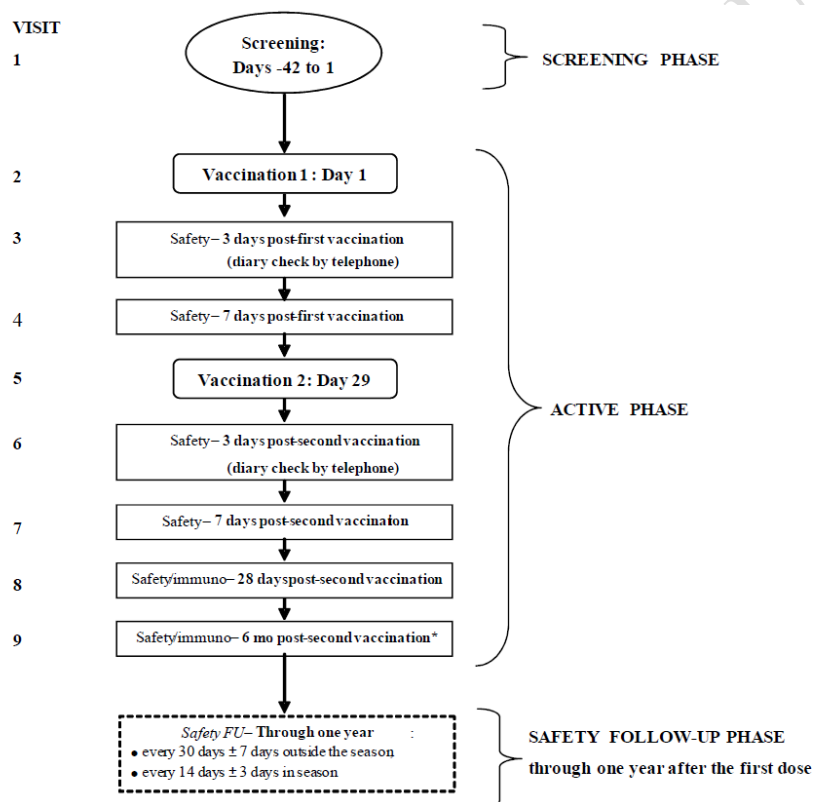 VISIT
1
Screening:
Days -42 to 1
SCREENING PHASE
2
Vaccination 1 : Day 1
3
Safety– 3 days post-first vaccination
(diary check by telephone)
4
Safety– 7 days post-first vaccination
5
Vaccination 2: Day 29
ACTIVE PHASE
6
Safety– 3 days post-second vaccination
(diary check by telephone)
7
Safety– 7 days post-second vaccination
8
Safety/immuno– 28 days post-second vaccination
9
Safety/immuno– 6 mo post-second vaccination*
Safety FU– Through one year :
• every 30 days ± 7 days outside the season
• every 14 days ± 3 days in season
SAFETY FOLLOW-UP PHASE
through one year after the first dose